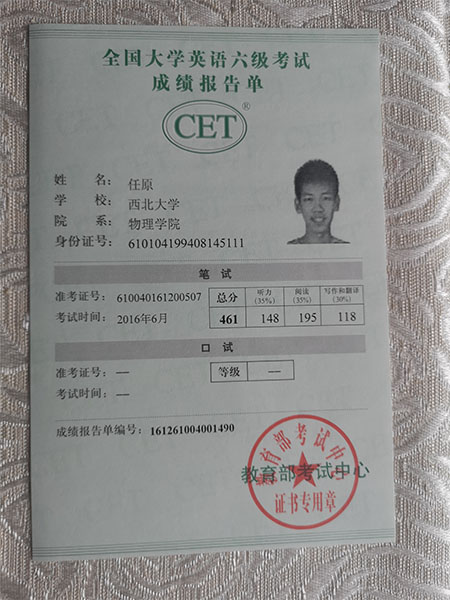 全国大学英语六级考试
成绩报告单
CET®
姓 名: 任原
学 校: 西北大学
院 系: 物理学院
身份证号: 610104199408145111
笔 试
准考证号: 610040161200507
考试时间: 2016年6月
总分 听力 (35%) 阅读 (35%) 写作和翻译 (30%)
461 148 195 118
口 试
准考证号: —
考试时间: —
等级 —
成绩报告单编号: 161261004001490
教育部考试中心
教育部考试中心
证书专用章